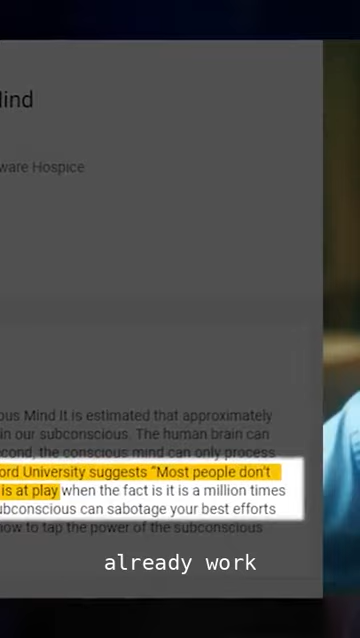 lind
ware Hospice
ous Mind It is estimated that approximately
in our subconscious. The human brain can
cond, the conscious mind can only process
ord University suggests “Most people don’t
is at play when the fact is it is a million times
ubconscious can sabotage your best efforts
how to tap the power of the subconscious
already work